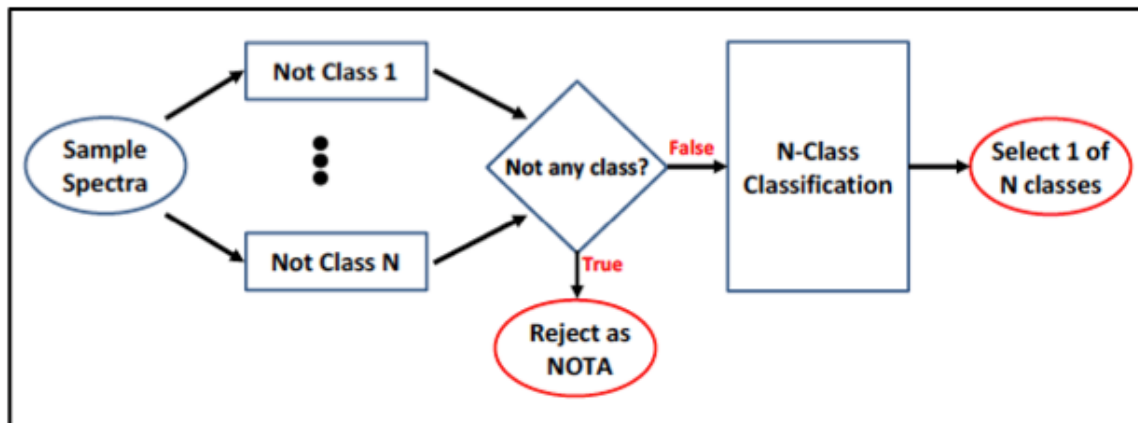 Not Class 1
Sample
Spectra
Not Class N
Not any class?
False
True
Reject as
NOTA
N-Class
Classification
Select 1 of
N classes